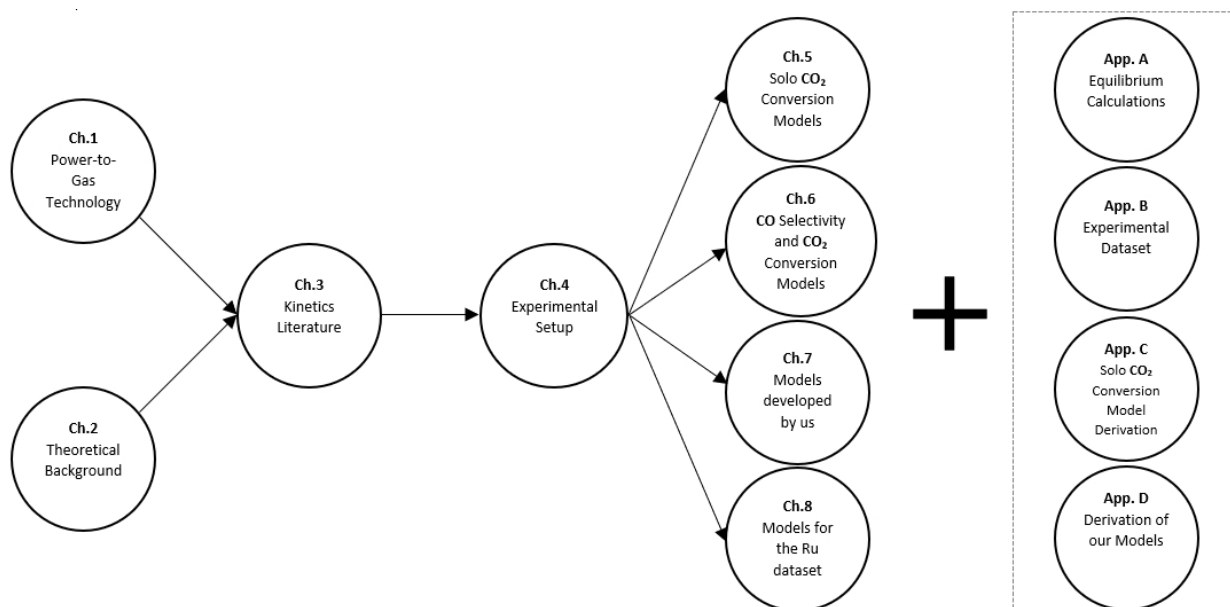 Ch.1
Power-to-
Gas
Technology
Ch.2
Theoretical
Background
Ch.3
Kinetics
Literature
Ch.4
Experimental
Setup
Ch.5
Solo CO₂
Conversion
Models
Ch.6
CO Selectivity
and CO₂
Conversion
Models
Ch.7
Models
developed
by us
Ch.8
Models for
the Ru
dataset
+
App. A
Equilibrium
Calculations
App. B
Experimental
Dataset
App. C
Solo CO₂
Conversion
Model
Derivation
App. D
Derivation of
our Models